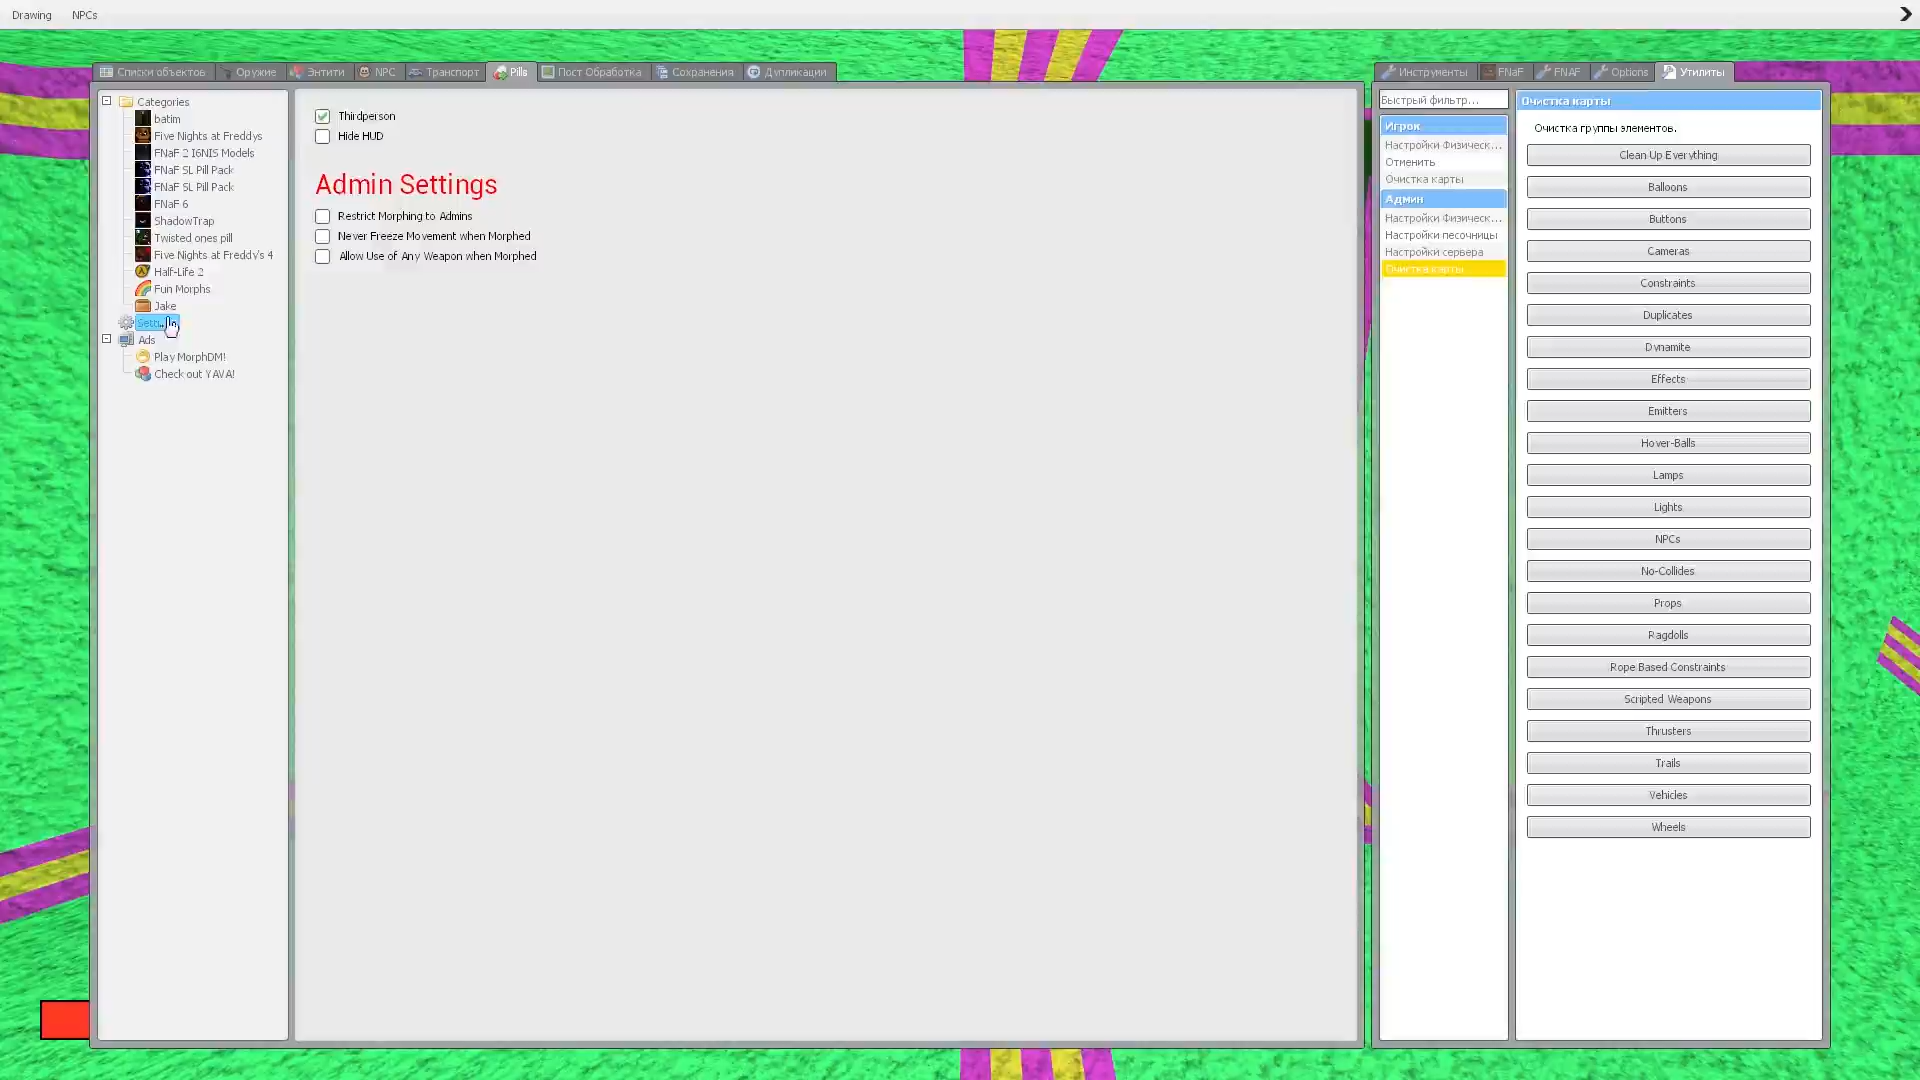 Drawing NPCs
Списки объектов Оружие Энтити NPC Транспорт Pills Пост Обработка Сохранения Дупликации
Categories
batim
Five Nights at Freddys
FNaF 2 IGNIS Models
FNaF SL Pill Pack
FNaF SL Pill Pack
FNaF 6
ShadowTrap
Twisted ones pill
Five Nights at Freddy's 4
Half-Life 2
Fun Morphs
Jake
Ads
Play MorphDM!
Check out YAVA!
Thirdperson
Hide HUD
Admin Settings
Restrict Morphing to Admins
Never Freeze Movement when Morphed
Allow Use of Any Weapon when Morphed
Инструменты FNaF FNAF Options Утилиты
Быстрый фильтр...
Игрок
Настройки Физическ...
Отменить
Очистка карты
Админ
Настройки Физическ...
Настройки песочницы
Настройки сервера
Очистка карты
Очистка карты
Очистка группы элементов.
Clean Up Everything
Balloons
Buttons
Cameras
Constraints
Duplicates
Dynamite
Effects
Emitters
Hover-Balls
Lamps
Lights
NPCs
No-Collides
Props
Ragdolls
Rope Based Constraints
Scripted Weapons
Thrusters
Trails
Vehicles
Wheels